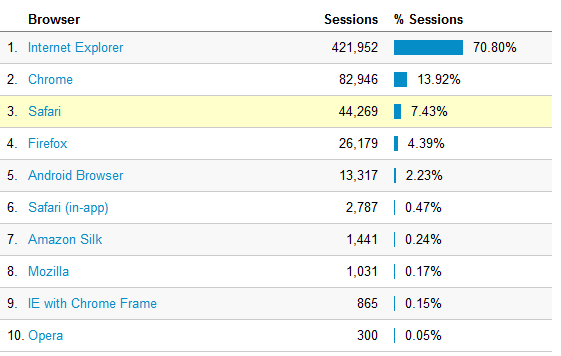 Browser Sessions % Sessions
1. Internet Explorer 421,952 70.80%
2. Chrome 82,946 13.92%
3. Safari 44,269 7.43%
4. Firefox 26,179 4.39%
5. Android Browser 13,317 2.23%
6. Safari (in-app) 2,787 0.47%
7. Amazon Silk 1,441 0.24%
8. Mozilla 1,031 0.17%
9. IE with Chrome Frame 865 0.15%
10. Opera 300 0.05%